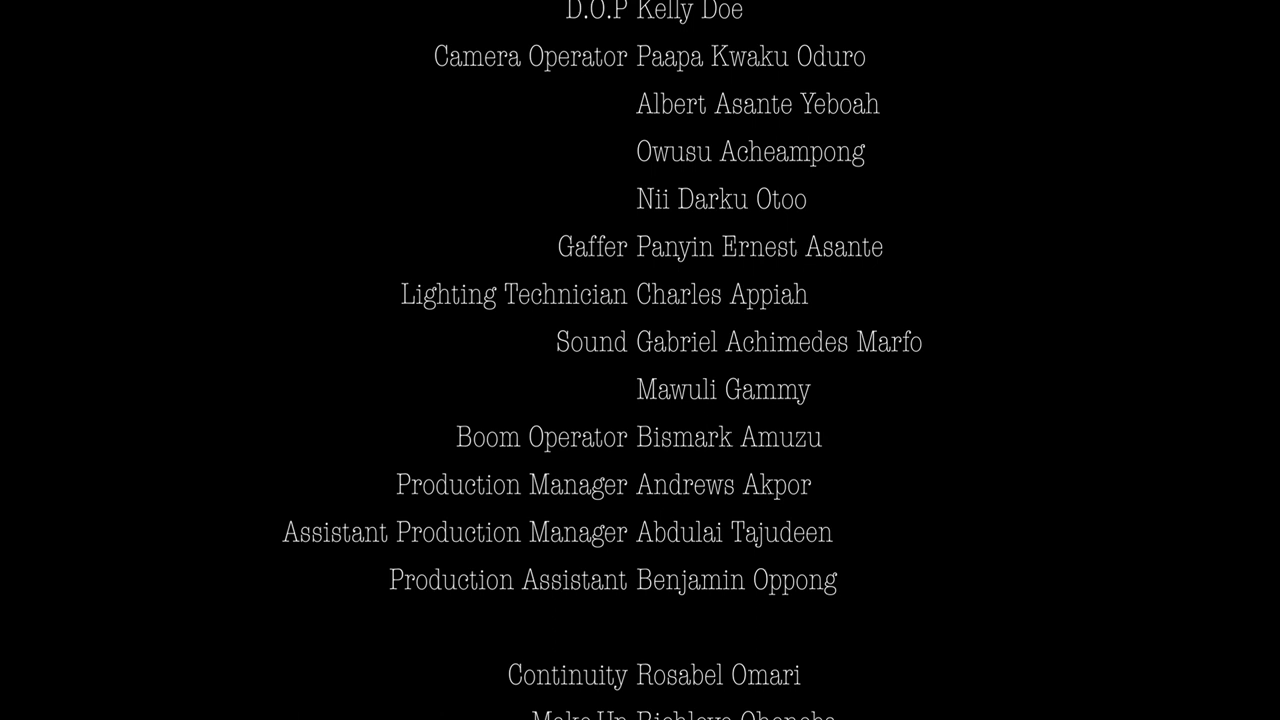 D.O.P Kelly Doe
Camera Operator Paapa Kwaku Oduro
Albert Asante Yeboah
Owusu Acheampong
Nii Darku Otoo
Gaffer Panyin Ernest Asante
Lighting Technician Charles Appiah
Sound Gabriel Achimedes Marfo
Mawuli Gammy
Boom Operator Bismark Amuzu
Production Manager Andrews Akpor
Assistant Production Manager Abdulai Tajudeen
Production Assistant Benjamin Oppong
Continuity Rosabel Omari
Make Up